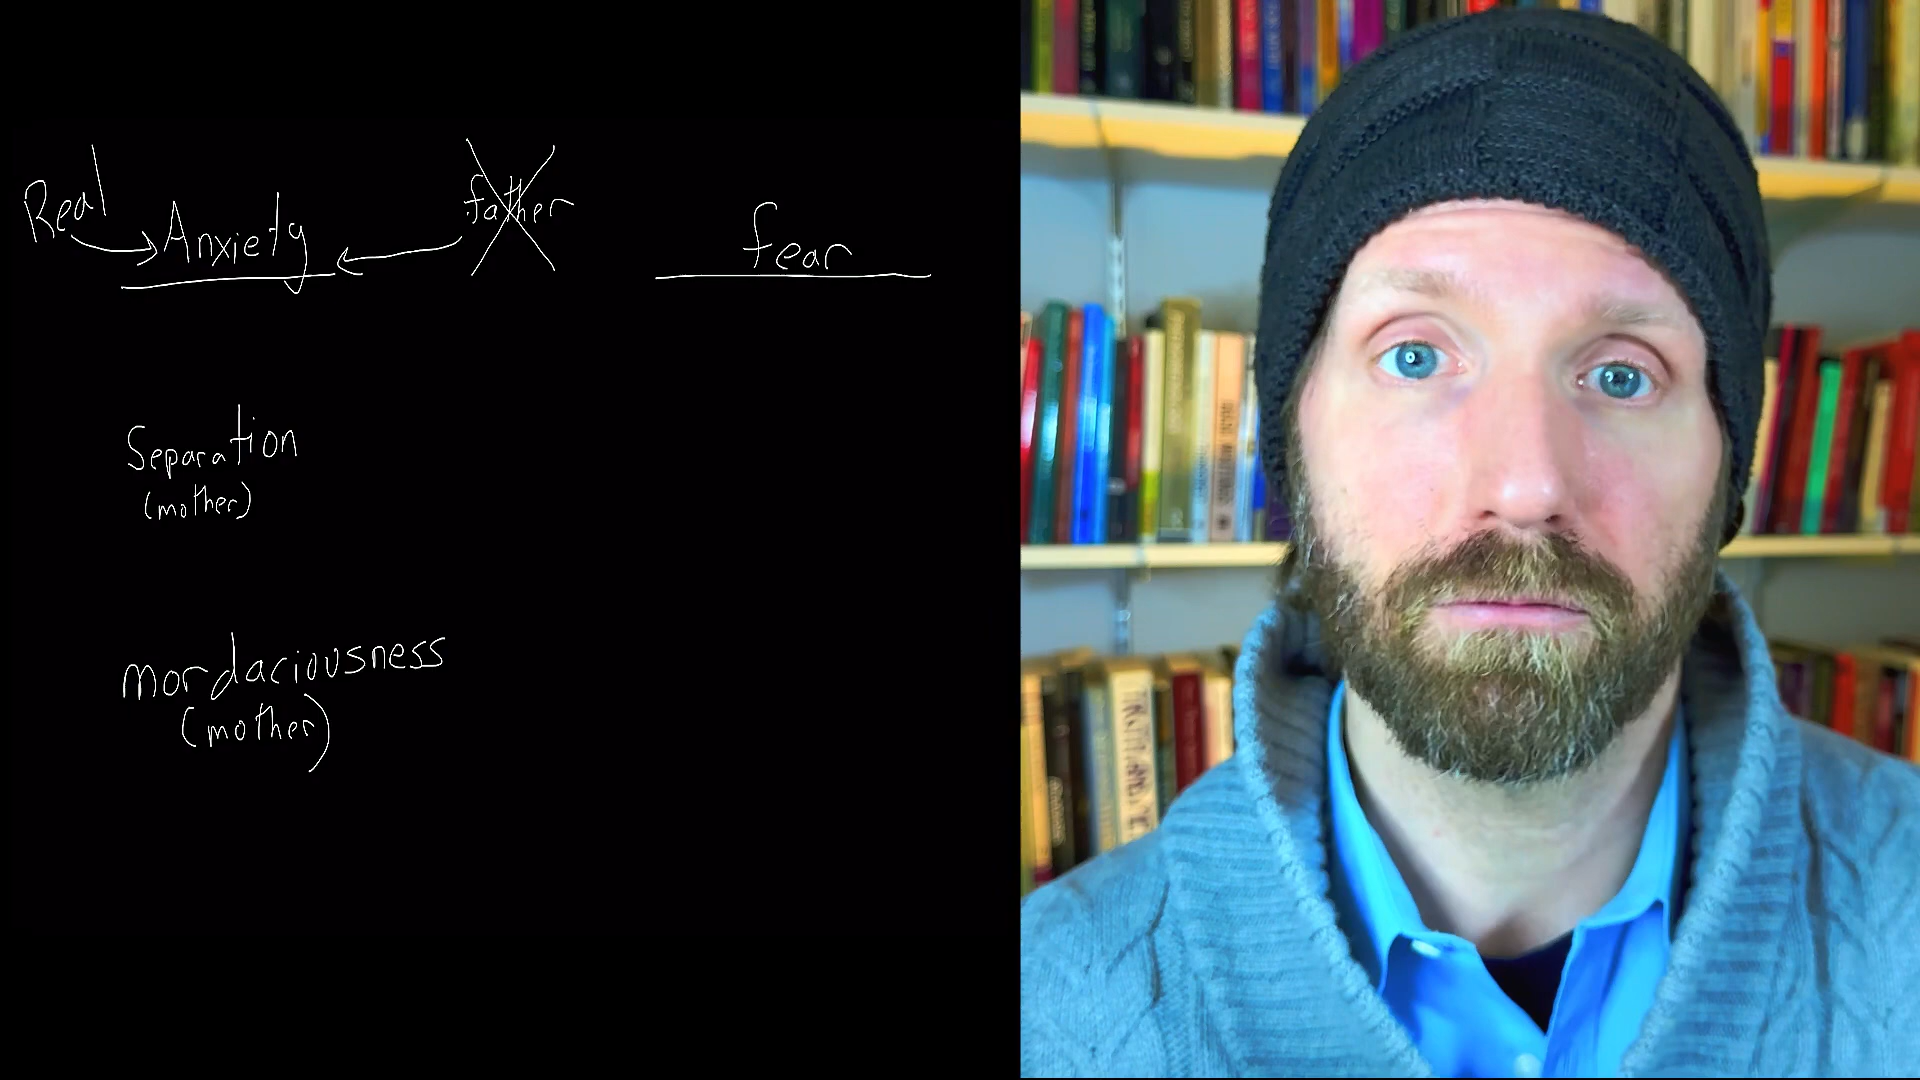 Real
Anxiety
father
fear
Separation
(mother)
mordaciousness
(mother)